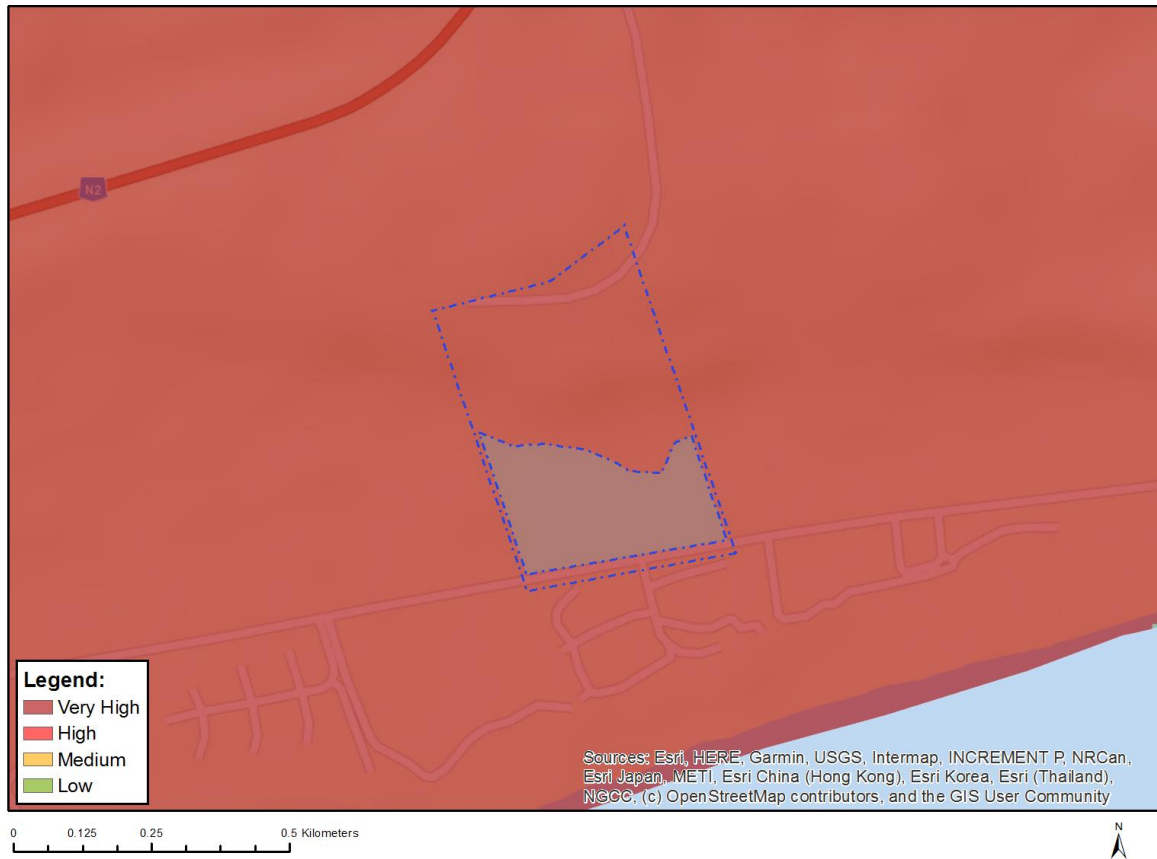 N2
Legend:
Very High
High
Medium
Low
Sources: Esri, HERE, Garmin, USGS, Intermap, INCREMENT P, NRCan,
Esri Japan, METI, Esri China (Hong Kong), Esri Korea, Esri (Thailand),
NGCC, (c) OpenStreetMap contributors, and the GIS User Community
0 0.125 0.25 0.5 Kilometers
N